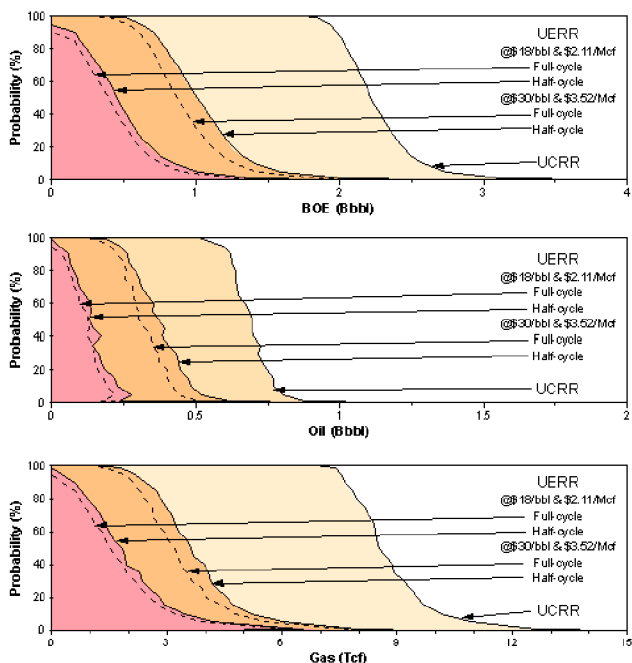 100
80
60
40
20
0
Probability (%)
UERR
@$18/bbl & $2.11/Mcf
Full-cycle
Half-cycle
@$30/bbl & $3.52/Mcf
Full-cycle
Half-cycle
UCRR
0 1 2 3 4
BOE (Bbbl)
100
80
60
40
20
0
Probability (%)
UERR
@$18/bbl & $2.11/Mcf
Full-cycle
Half-cycle
@$30/bbl & $3.52/Mcf
Full-cycle
Half-cycle
UCRR
0 0.5 1 1.5 2
Oil (Bbbl)
100
80
60
40
20
0
Probability (%)
UERR
@$18/bbl & $2.11/Mcf
Full-cycle
Half-cycle
@$30/bbl & $3.52/Mcf
Full-cycle
Half-cycle
UCRR
0 3 6 9 12 15
Gas (Tcf)